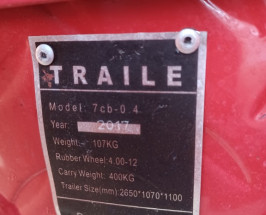 TRAILE
Model: 7cb-0.4
Year: 2017
Weight: 107KG
Rubber Wheel: 4.00-12
Carry Weight: 400KG
Trailer Size(mm): 2650*1070*1100